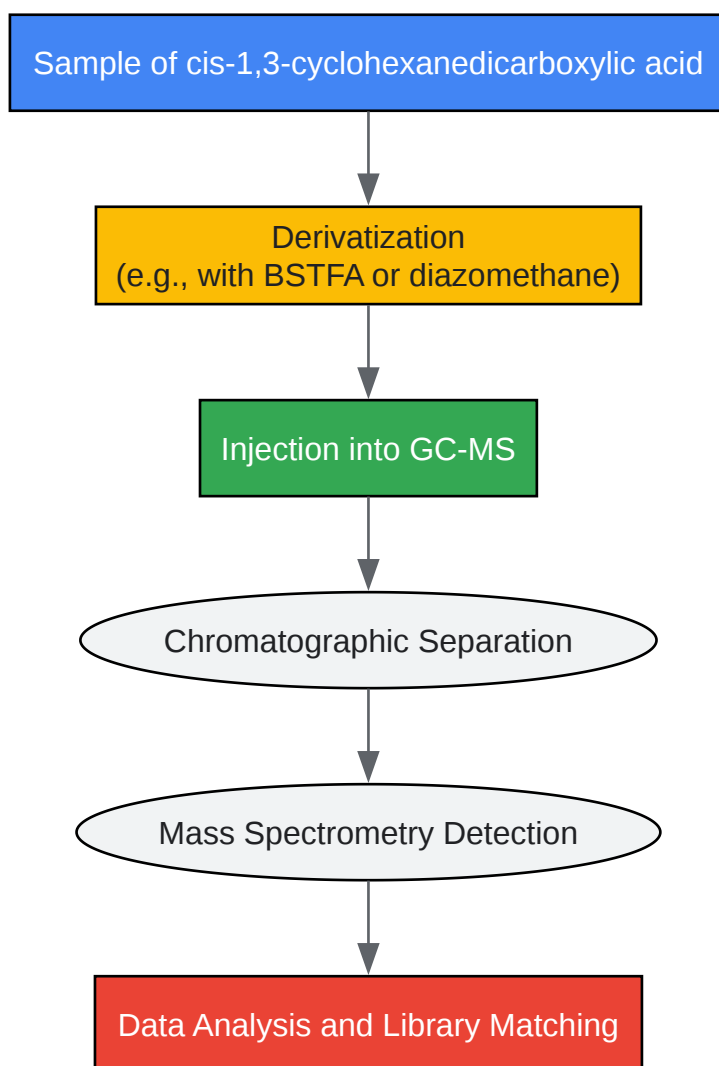 Sample of cis-1,3-cyclohexanedicarboxylic acid
Derivatization
(e.g., with BSTFA or diazomethane)
Injection into GC-MS
Chromatographic Separation
Mass Spectrometry Detection
Data Analysis and Library Matching